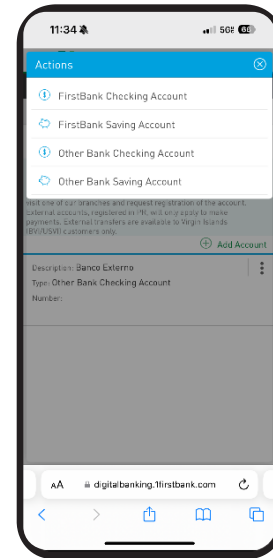 11:34
5G 60
Actions
FirstBank Checking Account
FirstBank Saving Account
Other Bank Checking Account
Other Bank Saving Account
visit one of our branches and request registration of the account.
External accounts, registered in PR, will only apply to make
payments. External transfers are available to Virgin Islands
(BVI/USVI) customers only.
Add Account
Description: Banco Externo
Type: Other Bank Checking Account
Number:
AA digitalbanking.1firstbank.com